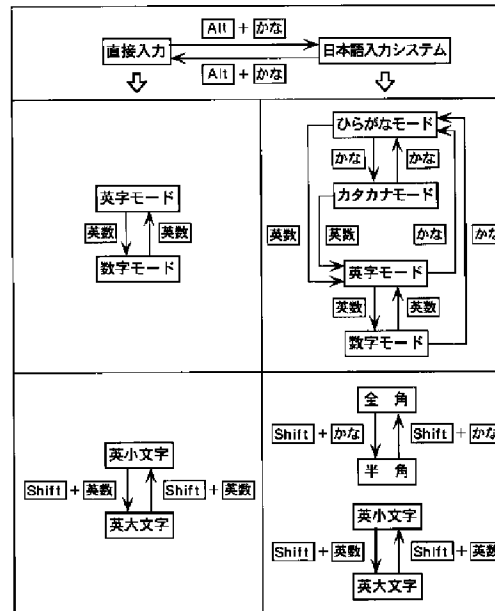 Alt + かな
直接入力
日本語入力システム
Alt + かな
英字モード
英数 英数
数字モード
ひらがなモード
かな かな
カタカナモード
英数 英数 かな かな
英字モード
英数 英数
数字モード
英小文字
Shift + 英数 Shift + 英数
英大文字
全 角
Shift + かな Shift + かな
半 角
英小文字
Shift + 英数 Shift + 英数
英大文字